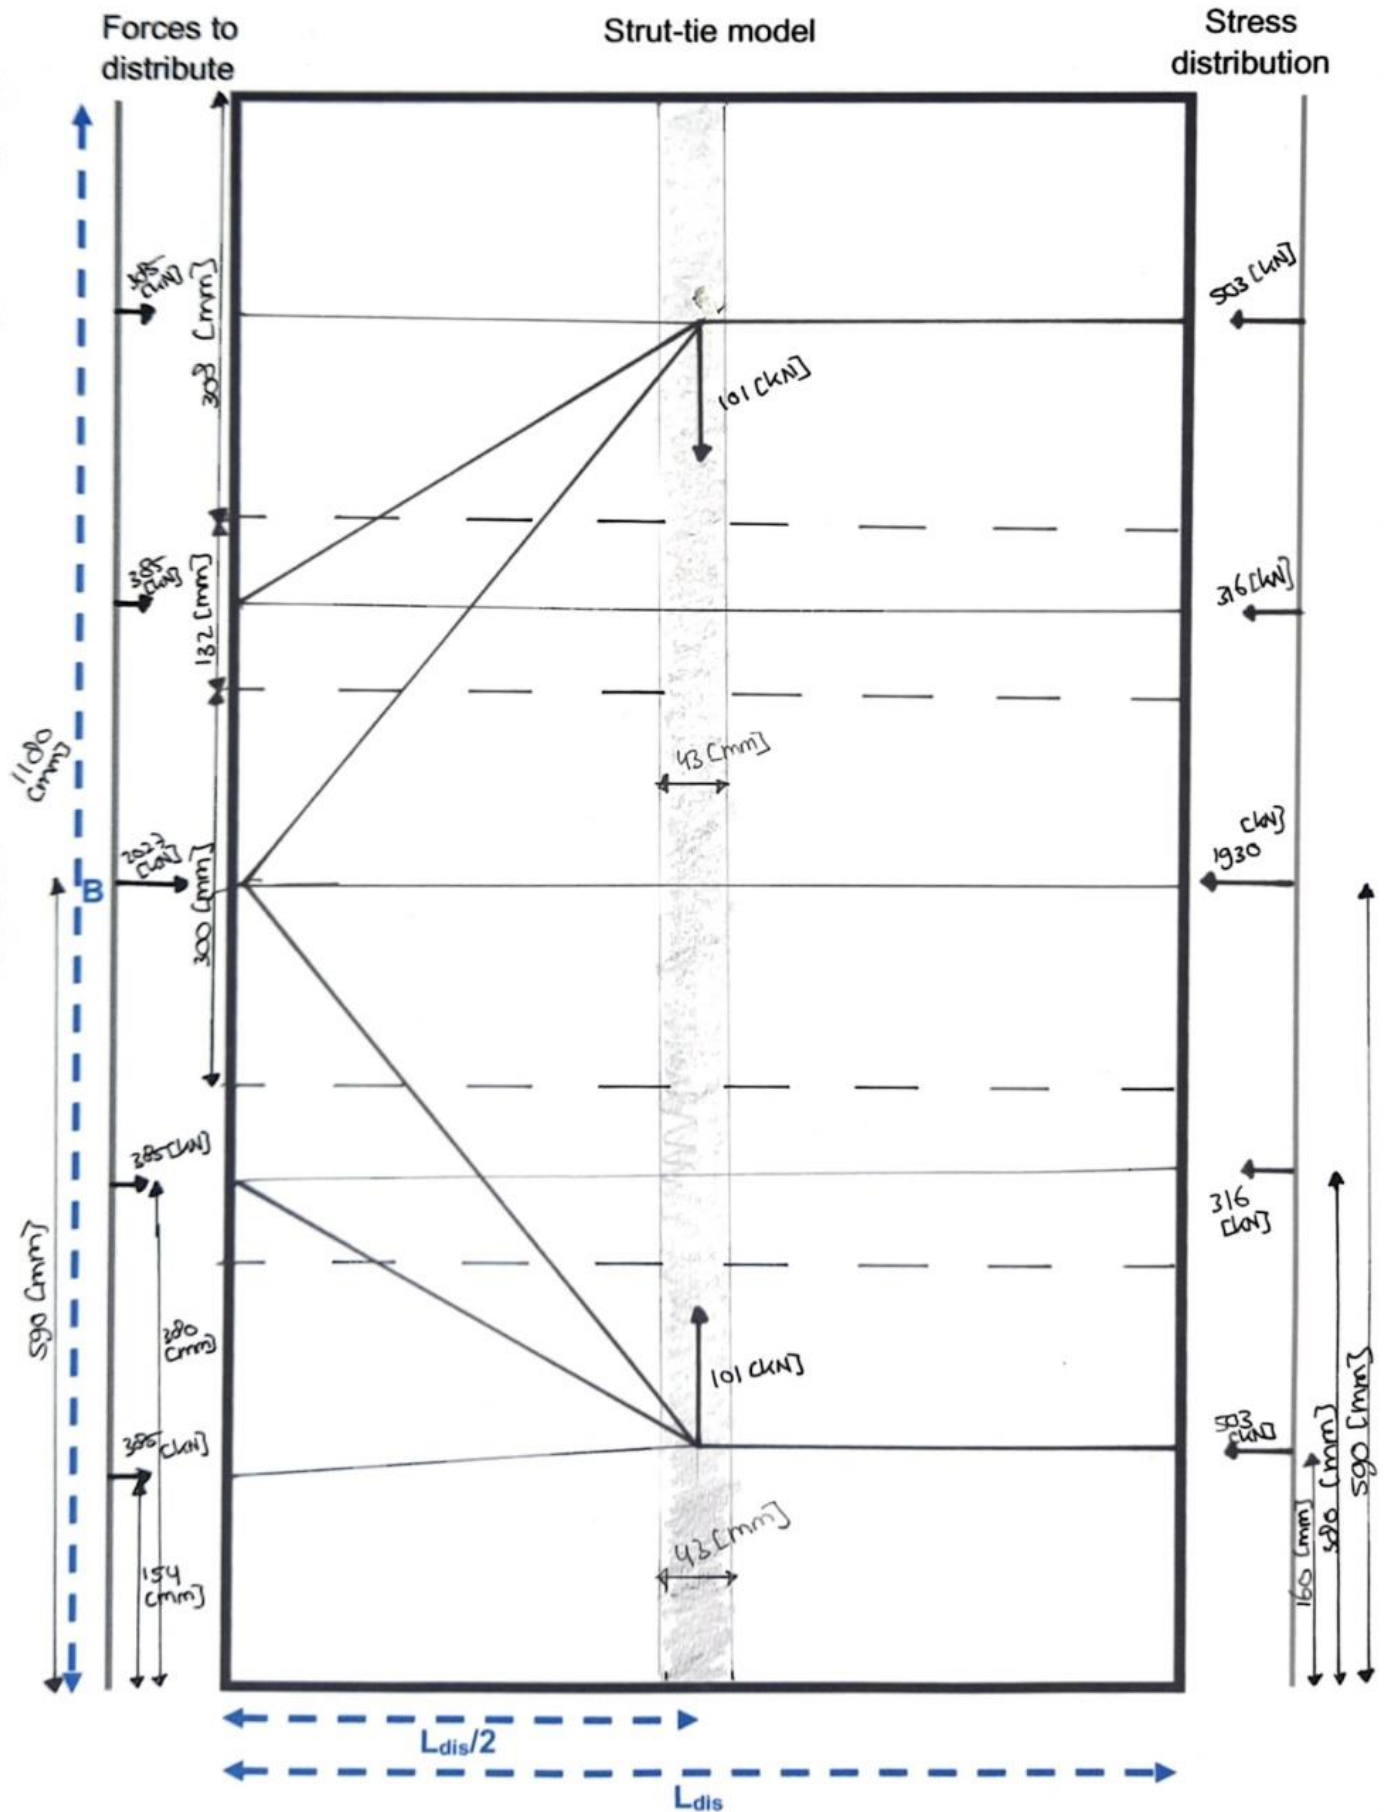 Forces to
distribute
Strut-tie model
Stress
distribution
385
[kN]
308 [mm]
503 [kN]
101 [kN]
385
[kN]
132 [mm]
316 [kN]
43 [mm]
1180
[mm]
2027
[kN]
B
300 [mm]
[kN]
1930
385 [kN]
316
[kN]
590 [mm]
380
[mm]
101 [kN]
385 [kN]
503
[kN]
154
[mm]
43 [mm]
160 [mm]
380 [mm]
590 [mm]
Ldis/2
Ldis